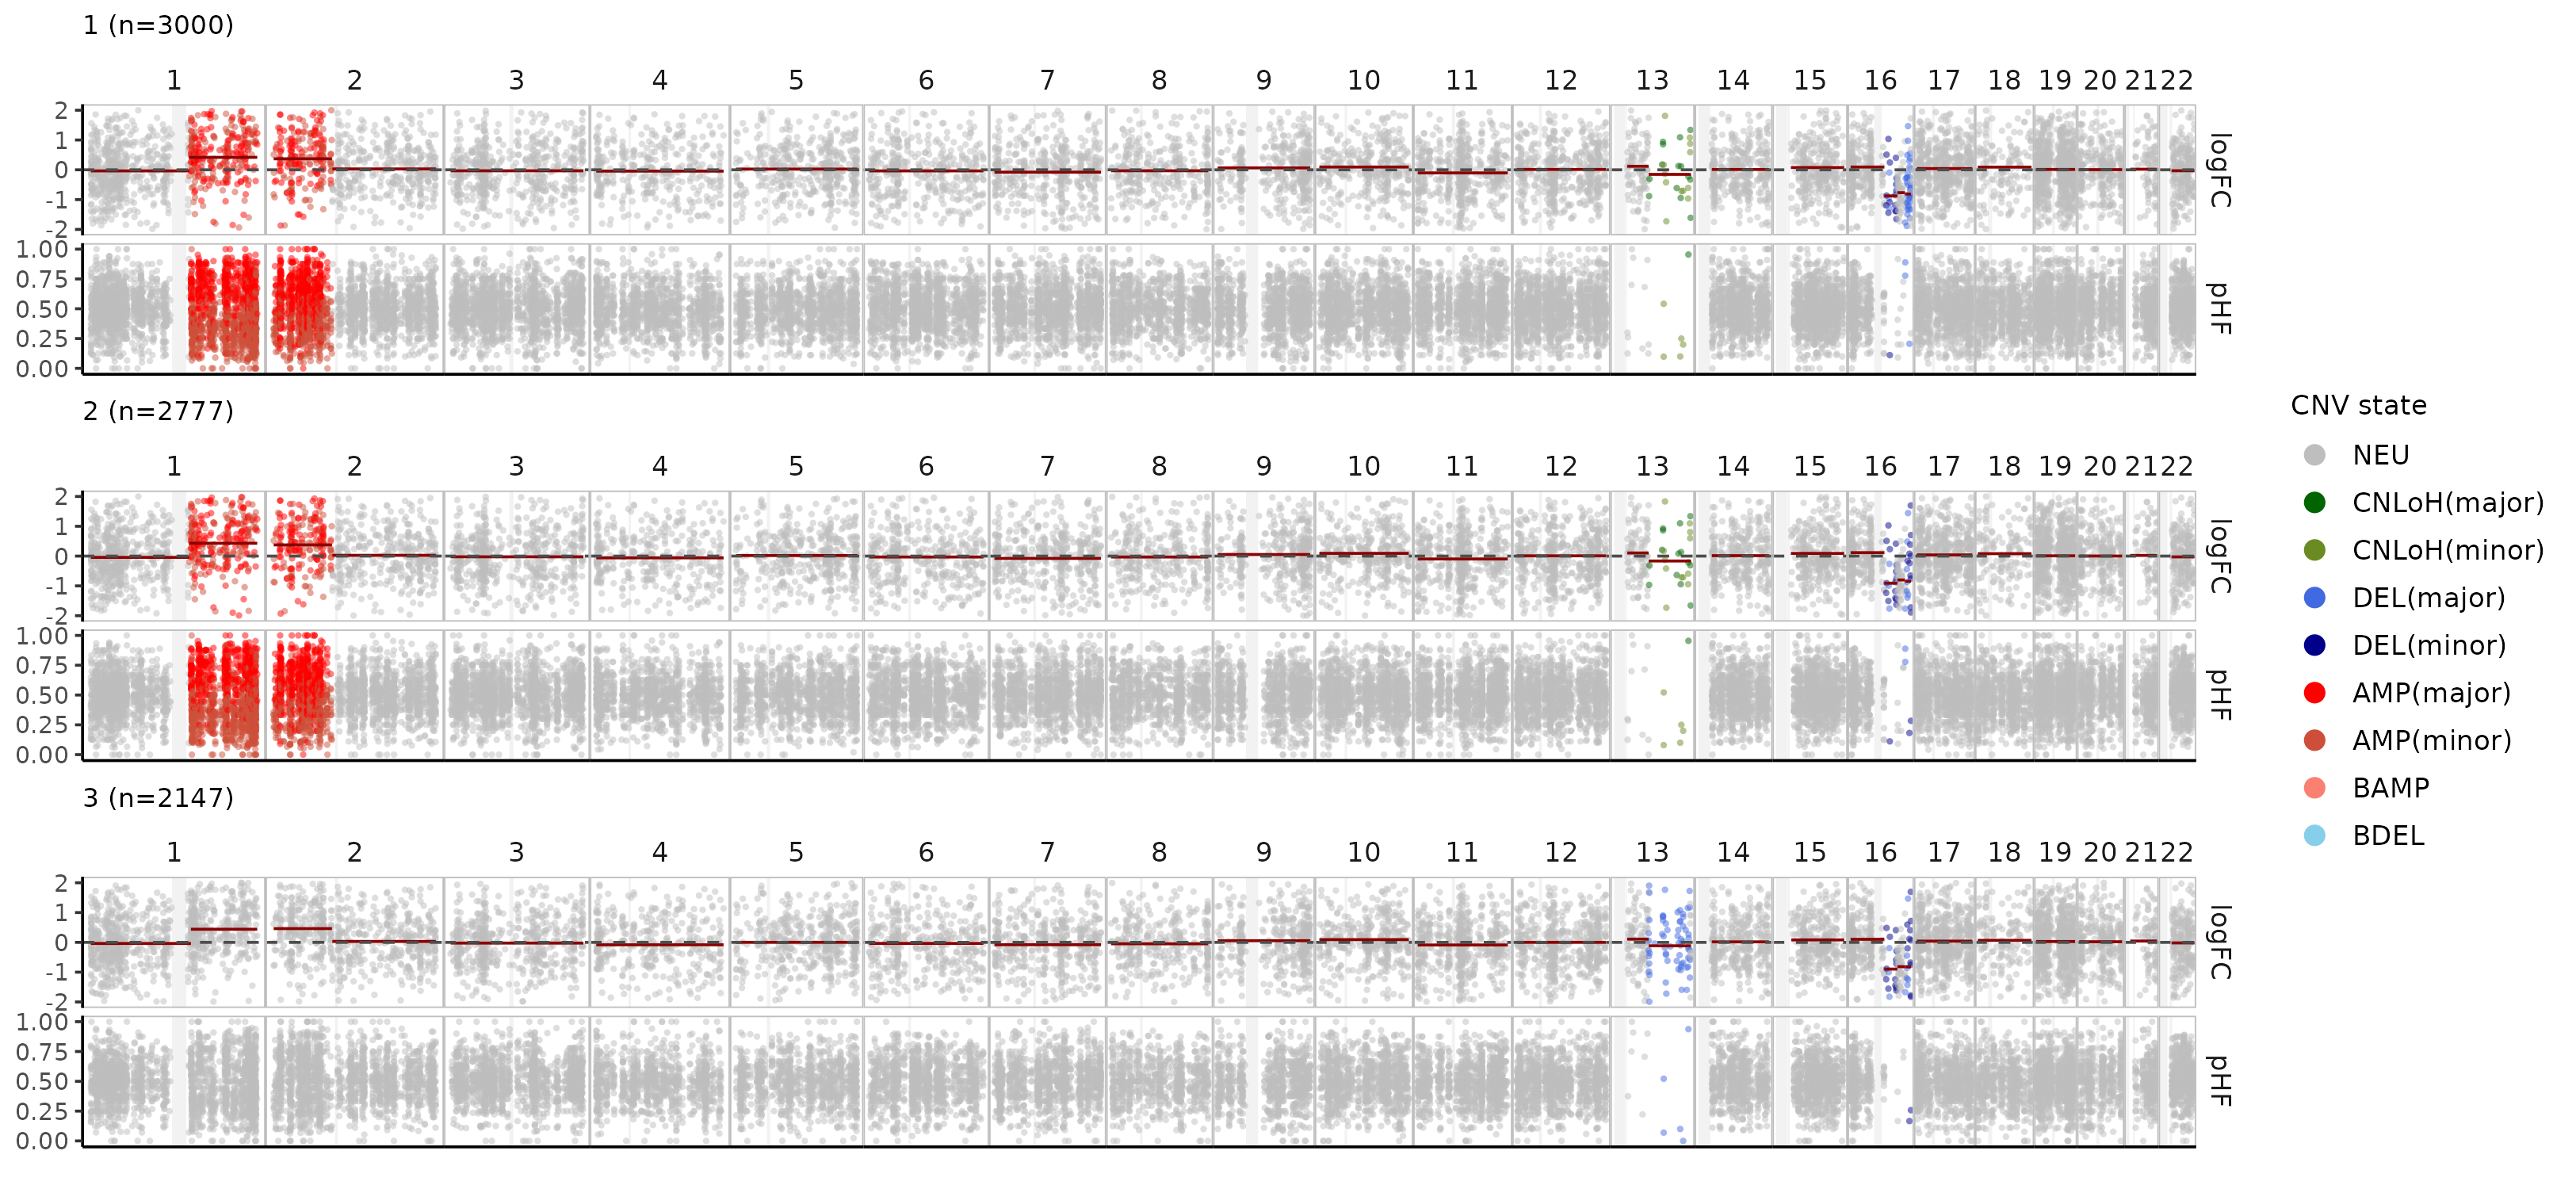 1 (n=3000)
1 2 3 4 5 6 7 8 9 10 11 12 13 14 15 16 17 18 19 20 21 22
2
1
0
-1
-2
logFC
1.00
0.75
0.50
0.25
0.00
pHF
2 (n=2777)
1 2 3 4 5 6 7 8 9 10 11 12 13 14 15 16 17 18 19 20 21 22
2
1
0
-1
-2
logFC
1.00
0.75
0.50
0.25
0.00
pHF
3 (n=2147)
1 2 3 4 5 6 7 8 9 10 11 12 13 14 15 16 17 18 19 20 21 22
2
1
0
-1
-2
logFC
1.00
0.75
0.50
0.25
0.00
pHF
CNV state
NEU
CNLoH(major)
CNLoH(minor)
DEL(major)
DEL(minor)
AMP(major)
AMP(minor)
BAMP
BDEL